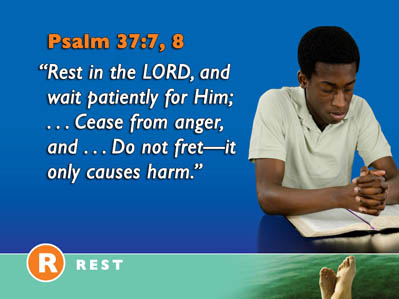 Psalm 37:7, 8
“Rest in the LORD, and
wait patiently for Him;
. . . Cease from anger,
and . . . Do not fret—it
only causes harm.”
R REST